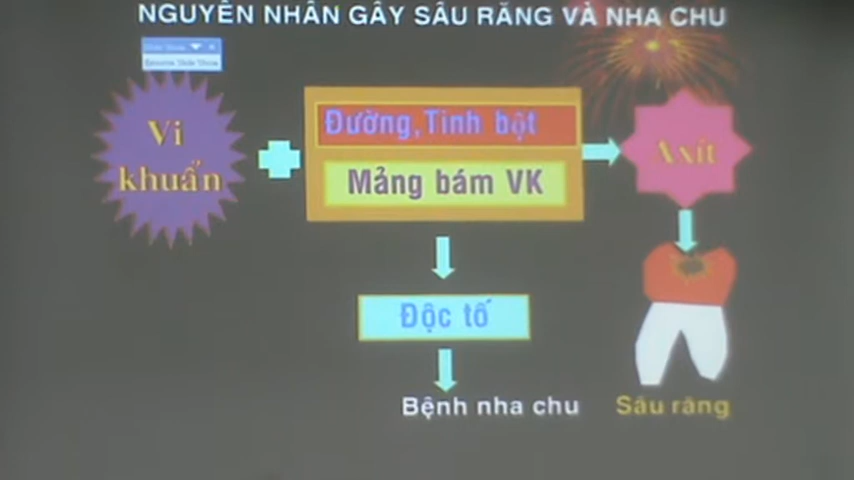 NGUYÊN NHÂN GÂY SÂU RĂNG VÀ NHA CHU
Vi
khuẩn
Đường,Tinh bột
Mảng bám VK
Axít
Độc tố
Bệnh nha chu
Sâu răng